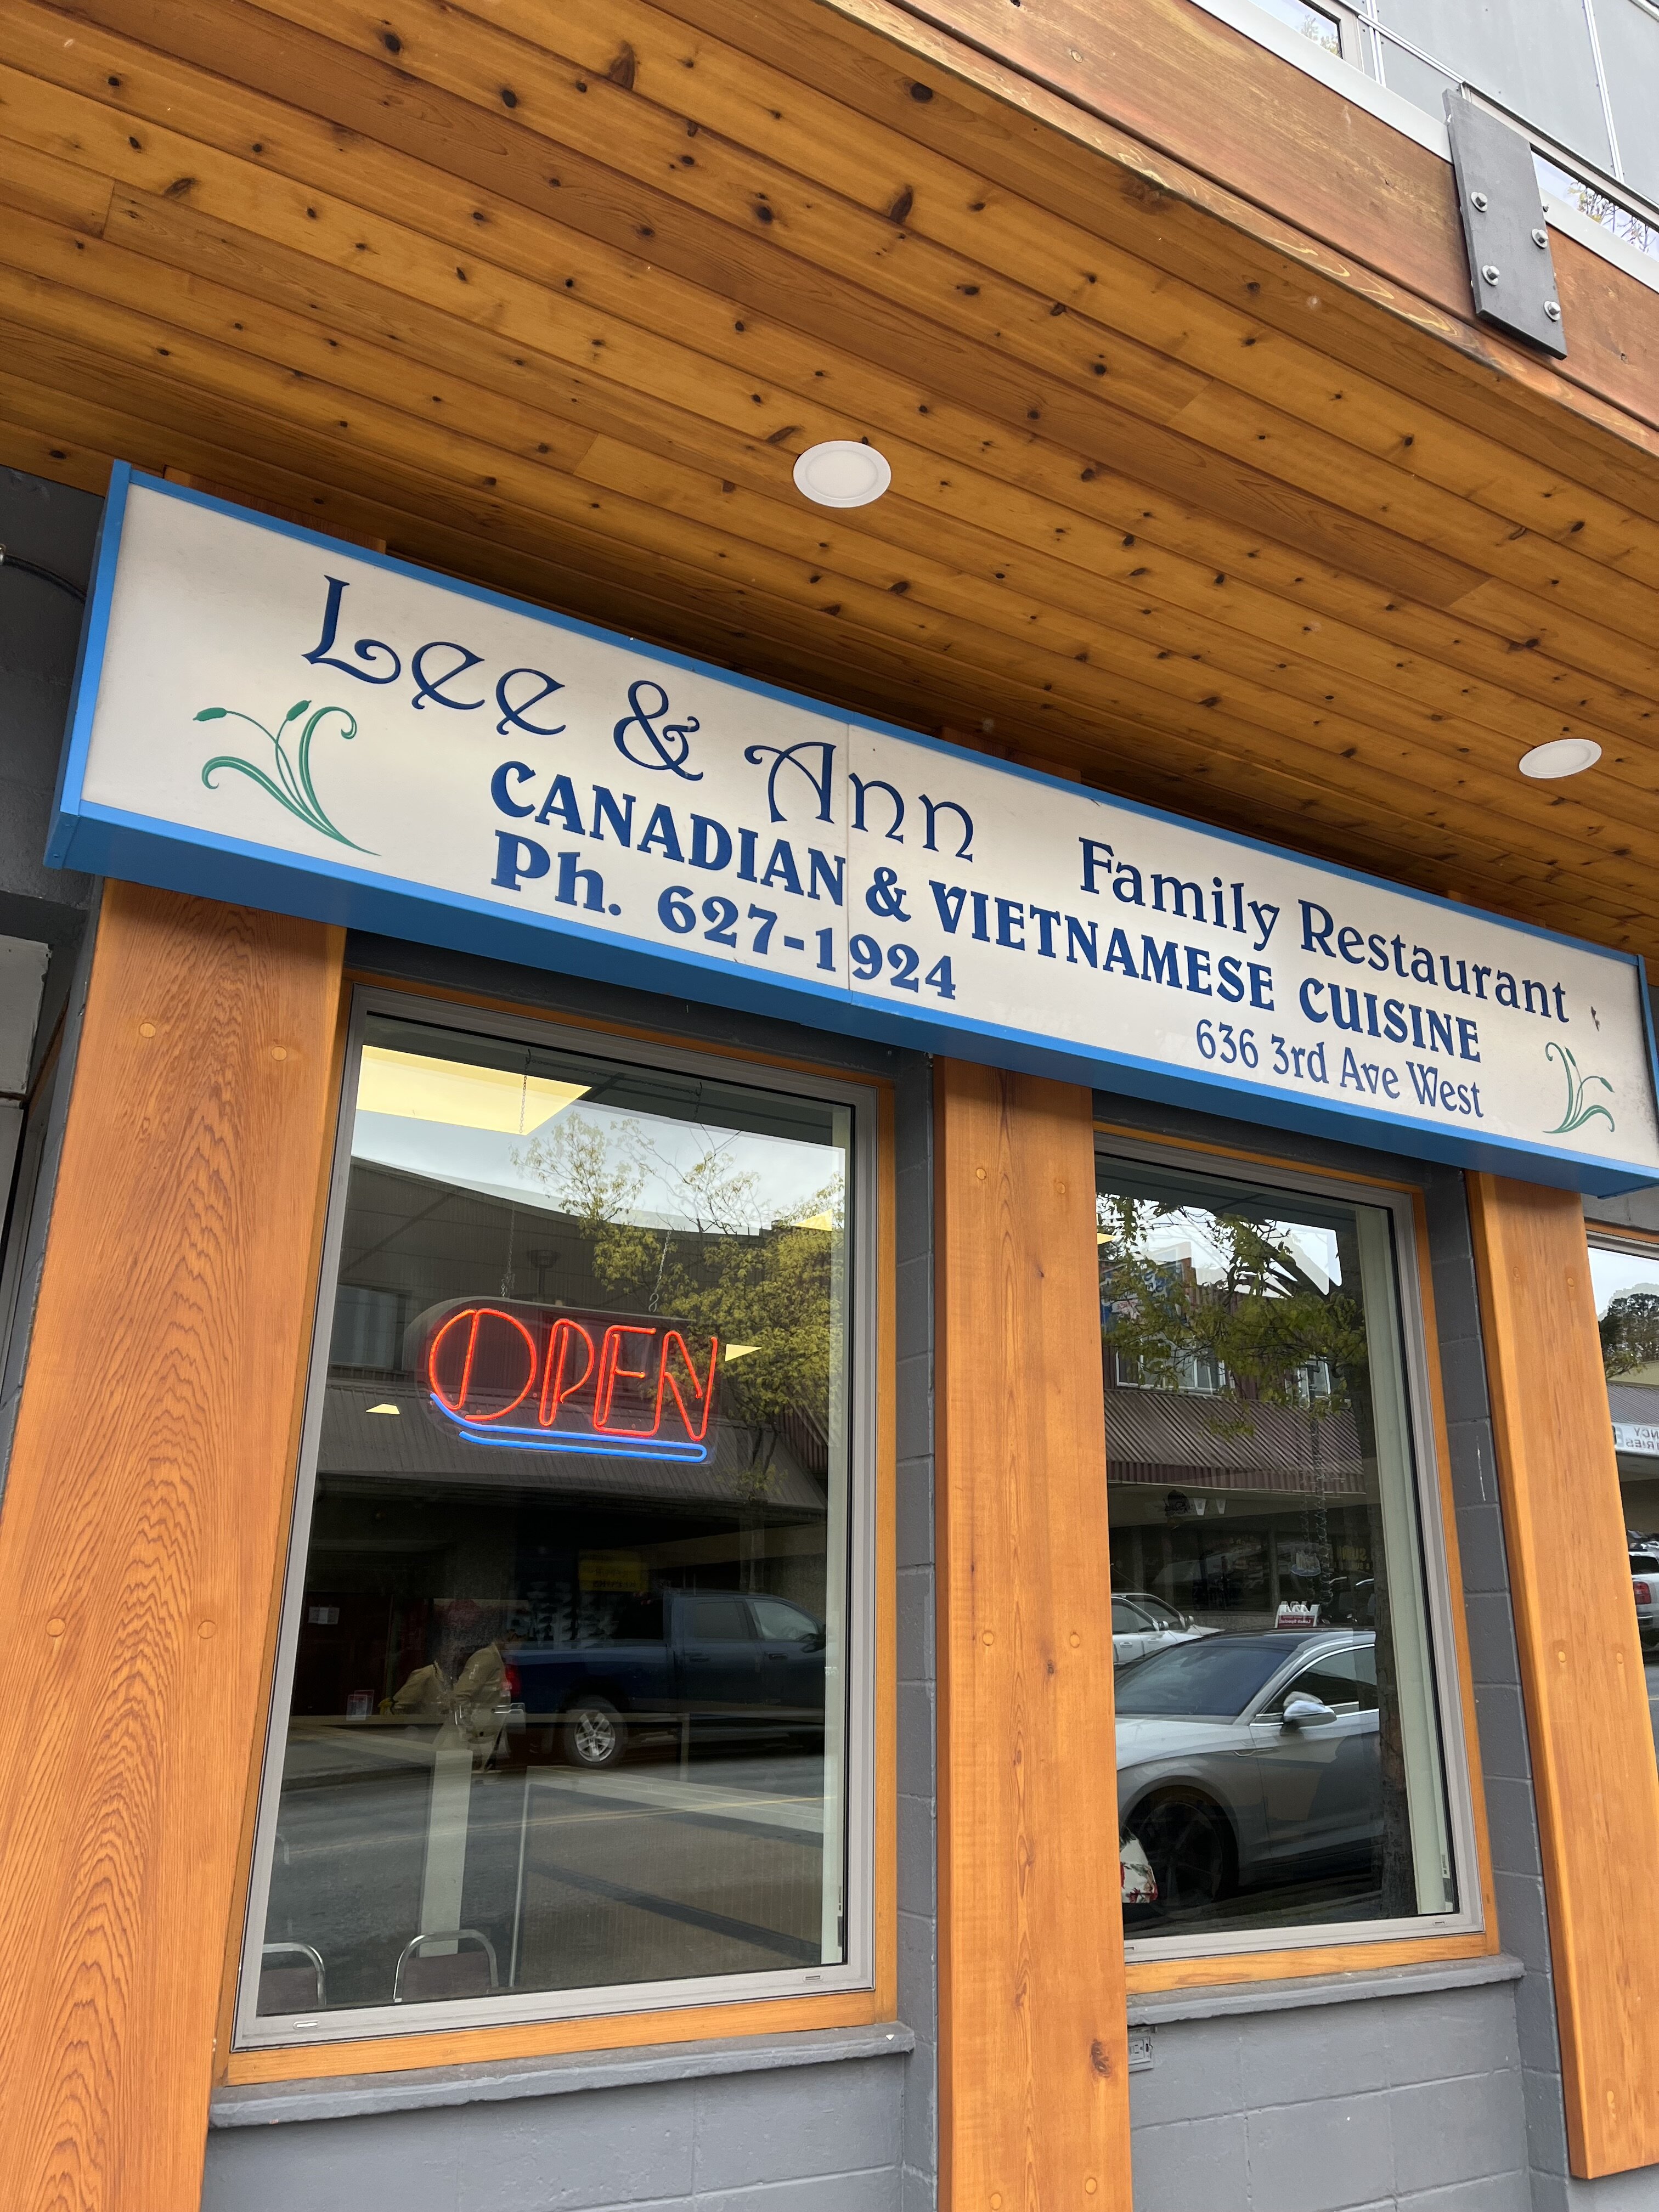 Lee & Ann Family Restaurant
CANADIAN & VIETNAMESE CUISINE
Ph. 627-1924
636 3rd Ave West
OPEN